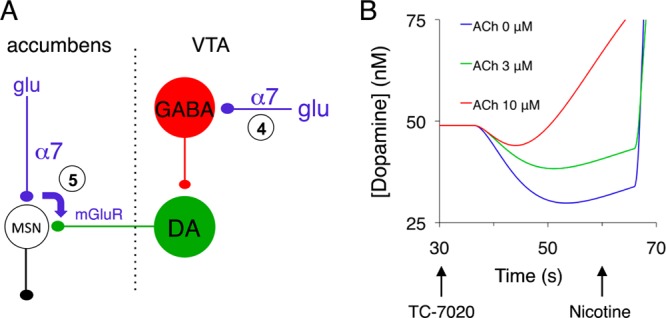 A
accumbens
VTA
glu
α7
5
MSN
mGluR
GABA
α7
glu
4
DA
B
[Dopamine] (nM)
75
50
25
ACh 0 µM
ACh 3 µM
ACh 10 µM
30
50
70
Time (s)
TC-7020
Nicotine